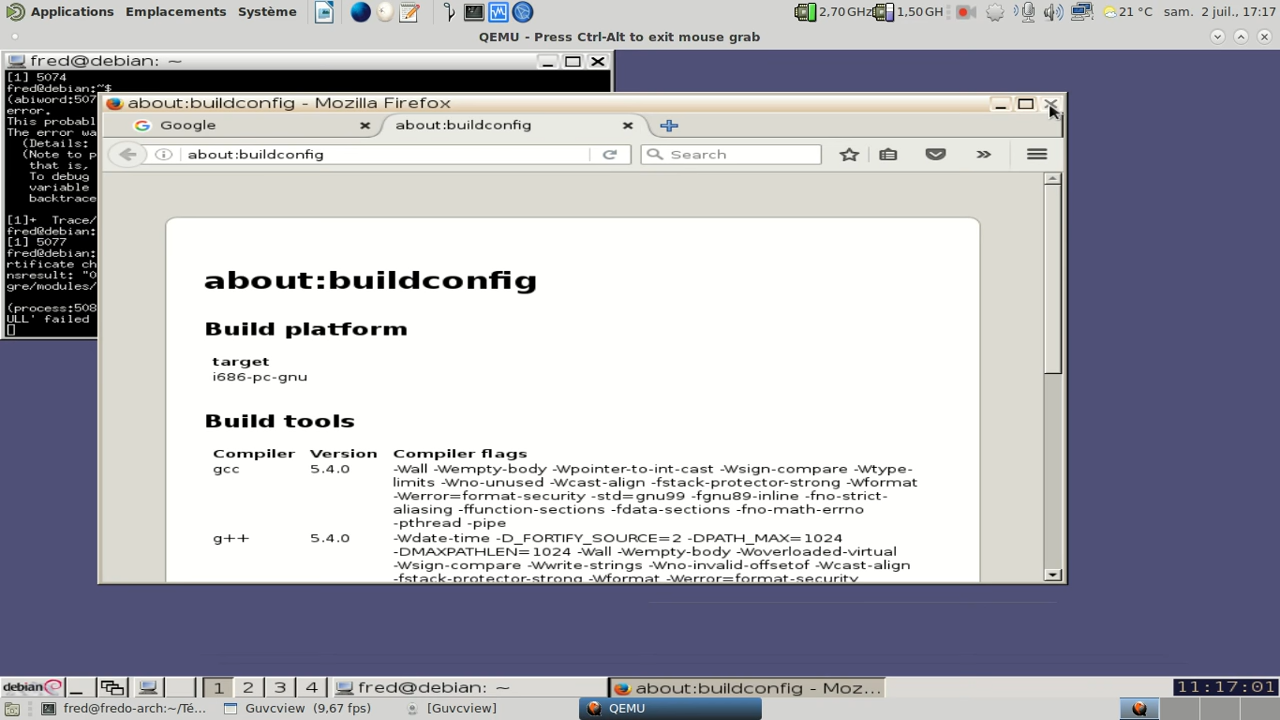 Applications Emplacements Système 2,70 GHz 1,50 GH 21 °C sam. 2 juil., 17:17
QEMU - Press Ctrl-Alt to exit mouse grab
fred@debian: ~
[1] 5074
fred@debian:~$
(abiword:507
error.
This probabl
The error wa
(Details:
(Note to p
that is,
To debug
variable
backtrace
[1]+ Trace/
fred@debian:
[1] 5077
fred@debian:
rtificate ch
nsresult: "0
gre/modules/
(process:508
ULL' failed
about:buildconfig - Mozilla Firefox
Google
about:buildconfig
about:buildconfig
Search
about:buildconfig
Build platform
target
i686-pc-gnu
Build tools
Compiler Version Compiler flags
gcc 5.4.0 -Wall -Wempty-body -Wpointer-to-int-cast -Wsign-compare -Wtype-
limits -Wno-unused -Wcast-align -fstack-protector-strong -Wformat
-Werror=format-security -std=gnu99 -fgnu89-inline -fno-strict-
aliasing -ffunction-sections -fdata-sections -fno-math-errno
-pthread -pipe
g++ 5.4.0 -Wdate-time -D_FORTIFY_SOURCE=2 -DPATH_MAX=1024
-DMAXPATHLEN=1024 -Wall -Wempty-body -Woverloaded-virtual
-Wsign-compare -Wwrite-strings -Wno-invalid-offsetof -Wcast-align
-fstack-protector-strong -Wformat -Werror=format-security
debian 1 2 3 4 fred@debian: ~ about:buildconfig - Moz... 11:17:01
fred@fredo-arch:~/Té... Guvcview (9,67 fps) [Guvcview] QEMU